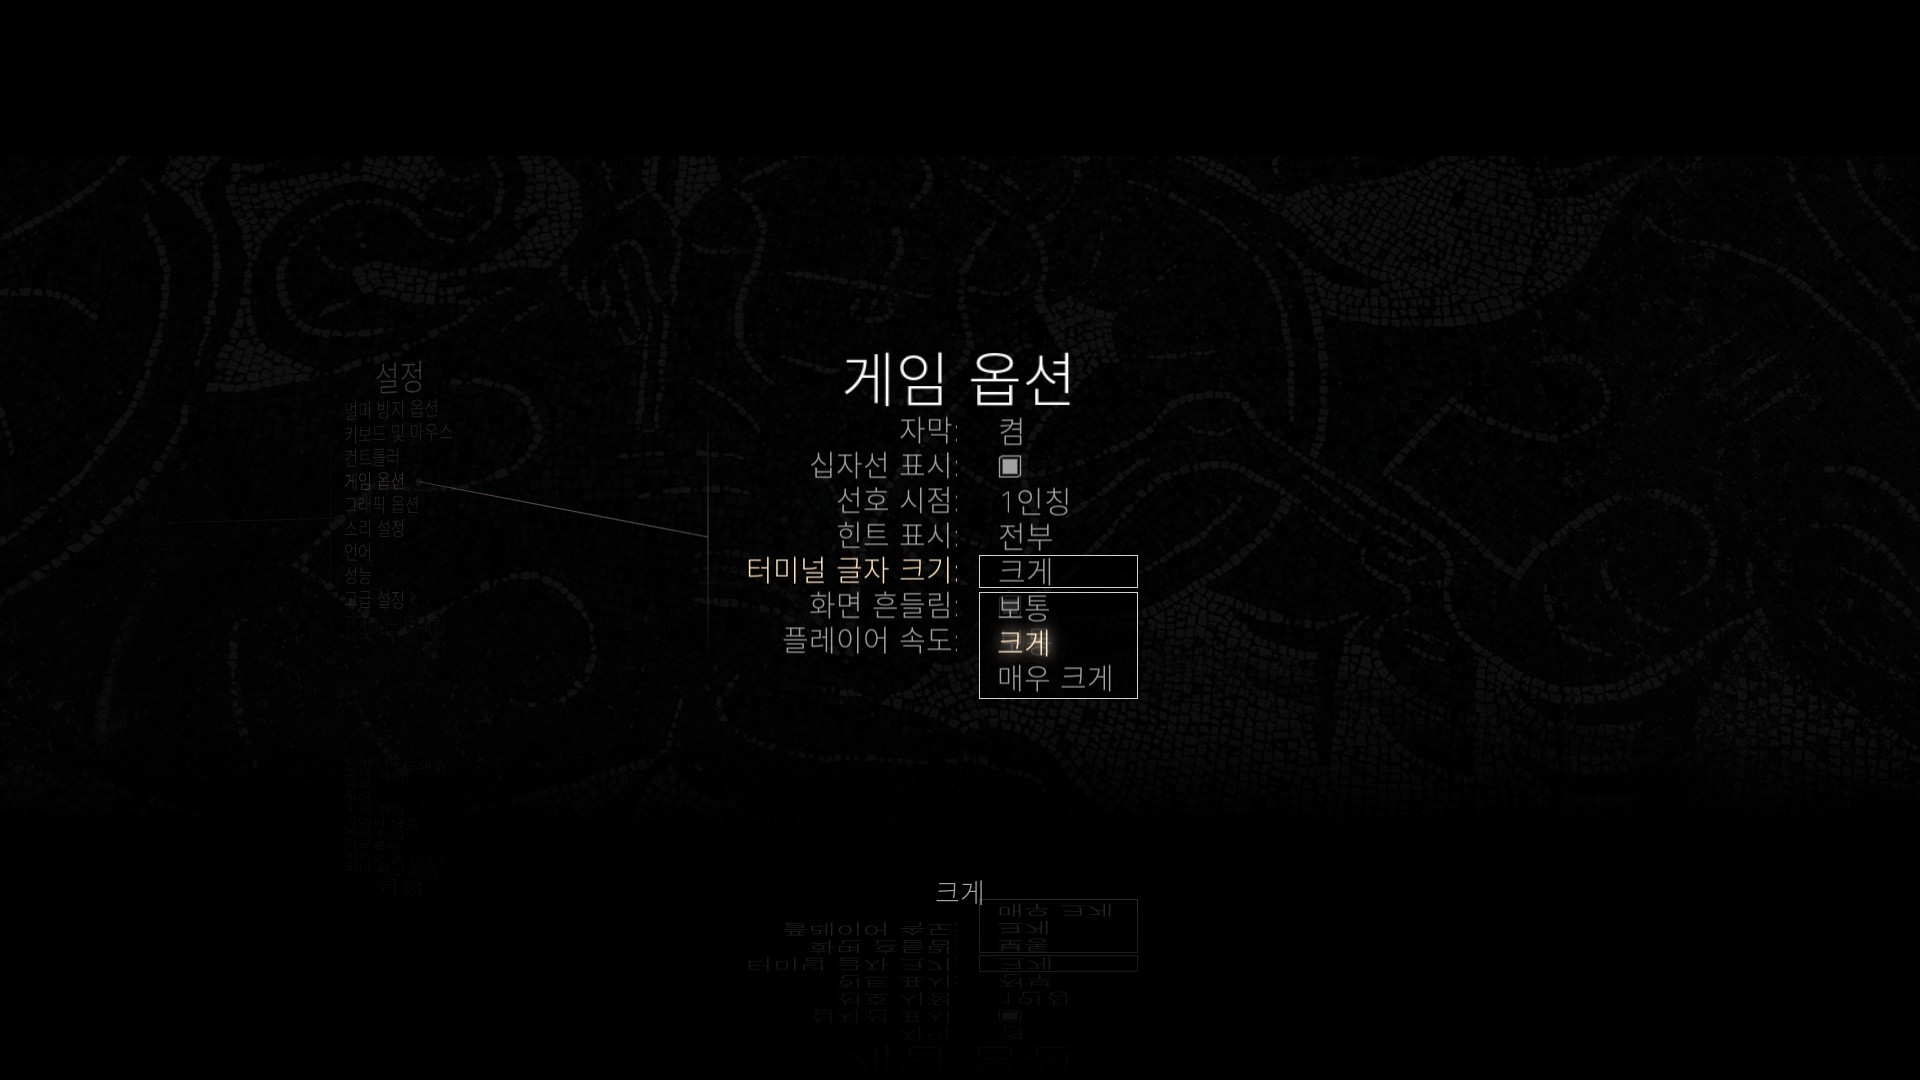 설정
멀미 방지 옵션
키보드 및 마우스
컨트롤러
게임 옵션
그래픽 옵션
소리 설정
언어
성능
고급 설정
게임 옵션
자막: 켬
십자선 표시:
선호 시점: 1인칭
힌트 표시: 전부
터미널 글자 크기: 크게
화면 흔들림: 보통
플레이어 속도: 크게
매우 크게
크게